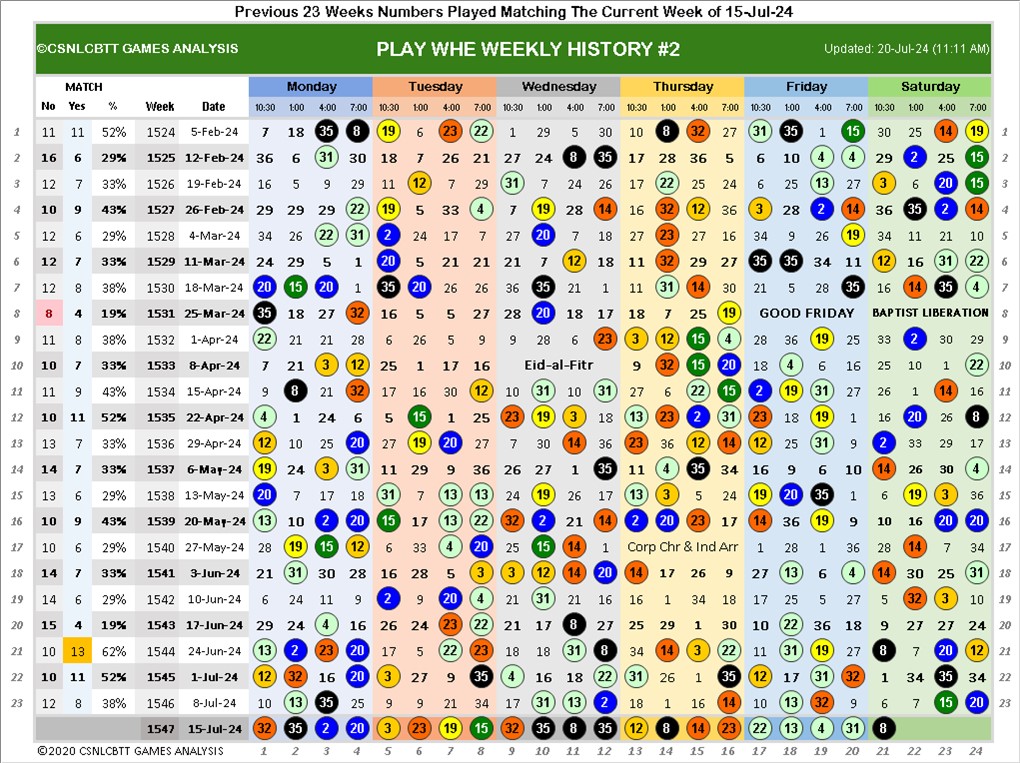 Previous 23 Weeks Numbers Played Matching The Current Week of 15-Jul-24
©CSNLCBTT GAMES ANALYSIS PLAY WHE WEEKLY HISTORY #2 Updated: 20-Jul-24 (11:11 AM)
MATCH Monday Tuesday Wednesday Thursday Friday Saturday
No Yes % Week Date 10:30 1:00 4:00 7:00 10:30 1:00 4:00 7:00 10:30 1:00 4:00 7:00 10:30 1:00 4:00 7:00 10:30 1:00 4:00 7:00 10:30 1:00 4:00 7:00
1 11 11 52% 1524 5-Feb-24 7 18 35 8 19 6 23 22 1 29 5 30 10 8 32 27 31 35 1 15 30 25 14 19 1
2 16 6 29% 1525 12-Feb-24 36 6 31 30 18 7 26 21 27 24 8 35 17 28 36 5 6 10 4 4 29 2 25 15 2
3 12 7 33% 1526 19-Feb-24 16 5 9 29 11 12 7 29 31 7 24 26 17 22 25 24 6 25 13 27 3 6 20 15 3
4 10 9 43% 1527 26-Feb-24 29 29 29 22 19 5 33 4 7 19 28 14 16 32 12 36 3 28 2 14 36 35 2 14 4
5 12 6 29% 1528 4-Mar-24 34 26 22 31 2 24 17 7 27 20 7 18 27 23 27 16 34 9 26 19 34 11 21 10 5
6 12 7 33% 1529 11-Mar-24 24 29 5 1 20 5 21 21 21 7 12 18 11 32 29 27 35 35 34 11 12 16 31 22 6
7 12 8 38% 1530 18-Mar-24 20 15 20 1 35 20 26 26 36 35 21 1 11 31 14 30 21 5 28 35 16 14 35 4 7
8 8 4 19% 1531 25-Mar-24 35 18 27 32 16 5 5 27 28 20 18 17 18 7 25 19 GOOD FRIDAY BAPTIST LIBERATION 8
9 11 8 38% 1532 1-Apr-24 22 21 21 28 6 26 5 9 9 28 6 23 3 12 15 4 28 36 19 25 33 2 30 29 9
10 10 7 33% 1533 8-Apr-24 7 21 3 12 25 1 17 16 Eid-al-Fitr 9 32 15 20 18 4 6 18 25 10 1 22 10
11 11 9 43% 1534 15-Apr-24 9 8 21 32 17 16 30 12 10 31 12 31 27 6 22 15 2 19 31 27 26 1 14 16 11
12 10 11 52% 1535 22-Apr-24 4 1 24 6 5 15 1 25 23 19 3 18 13 23 2 31 23 18 19 1 16 20 26 8 12
13 13 7 33% 1536 29-Apr-24 12 10 25 20 27 19 20 27 7 30 14 36 23 36 12 14 12 25 31 9 2 33 29 17 13
14 14 7 33% 1537 6-May-24 19 24 3 31 11 29 9 36 26 27 1 35 11 4 35 34 16 9 6 10 14 26 30 4 14
15 13 6 29% 1538 13-May-24 20 7 17 18 31 7 13 13 24 19 26 17 13 3 5 24 19 20 35 1 6 19 3 36 15
16 10 9 43% 1539 20-May-24 13 10 2 20 15 17 13 22 32 2 21 14 2 20 23 17 14 36 19 9 10 16 20 20 16
17 10 6 29% 1540 27-May-24 28 19 15 12 6 33 4 20 25 15 14 1 Corp Chr & Ind Arr 1 28 1 36 28 14 7 34 17
18 14 7 33% 1541 3-Jun-24 21 31 30 28 16 28 5 3 3 12 14 20 14 17 26 9 27 13 6 4 14 30 25 31 18
19 14 6 29% 1542 10-Jun-24 6 24 11 9 2 9 20 4 21 31 21 16 16 1 34 18 17 25 5 27 5 32 3 10 19
20 15 4 19% 1543 17-Jun-24 29 24 4 16 26 24 23 22 21 17 8 27 25 29 1 30 10 22 36 18 9 27 27 24 20
21 10 13 62% 1544 24-Jun-24 13 2 23 20 17 5 22 23 18 18 31 8 34 14 3 22 11 31 19 21 8 7 20 12 21
22 10 11 52% 1545 1-Jul-24 12 32 16 20 3 27 9 35 4 16 18 22 31 26 1 35 12 17 31 32 1 34 35 34 22
23 12 8 38% 1546 8-Jul-24 10 13 35 25 9 9 21 34 17 31 13 2 18 1 16 14 10 13 32 9 6 7 15 20 23
1547 15-Jul-24 32 35 2 20 3 23 19 15 32 35 8 35 12 8 14 23 22 13 4 31 8
©2020 CSNLCBTT GAMES ANALYSIS 1 2 3 4 5 6 7 8 9 10 11 12 13 14 15 16 17 18 19 20 21 22 23 24